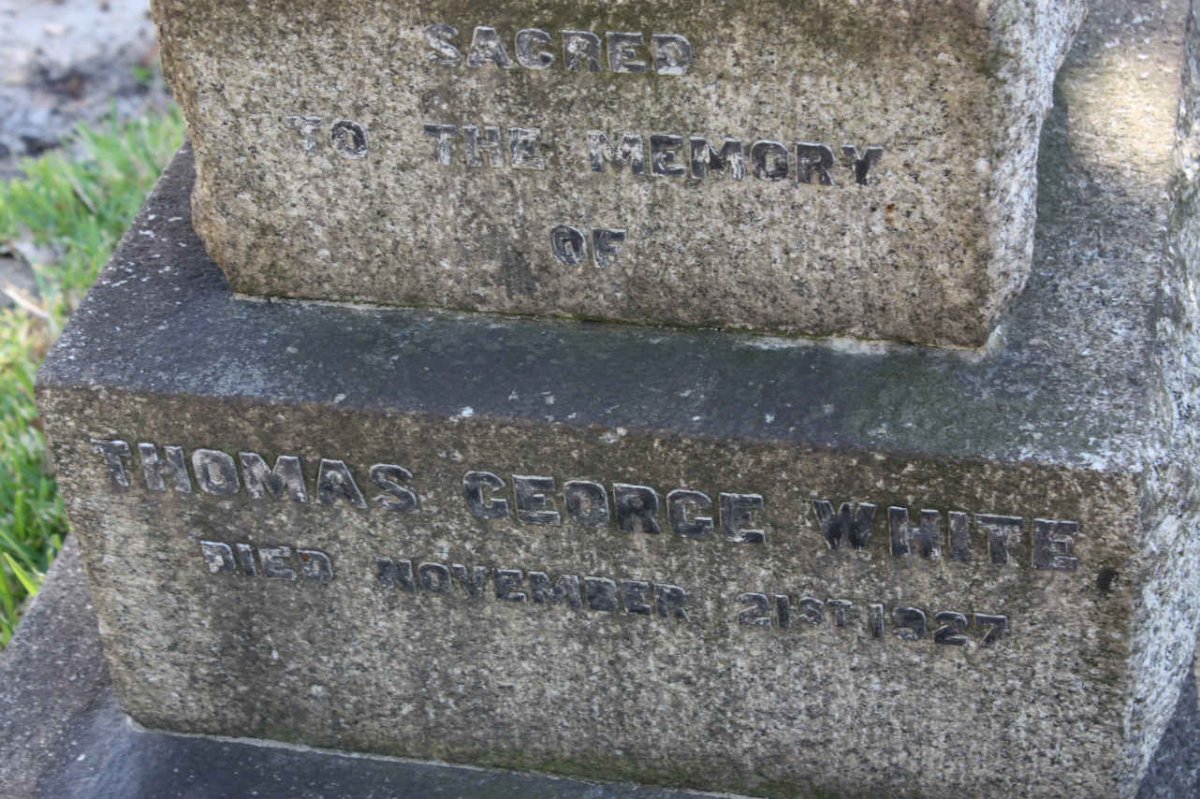 SACRED
TO THE MEMORY
OF
THOMAS GEORGE WHITE
DIED NOVEMBER 21ST 1927